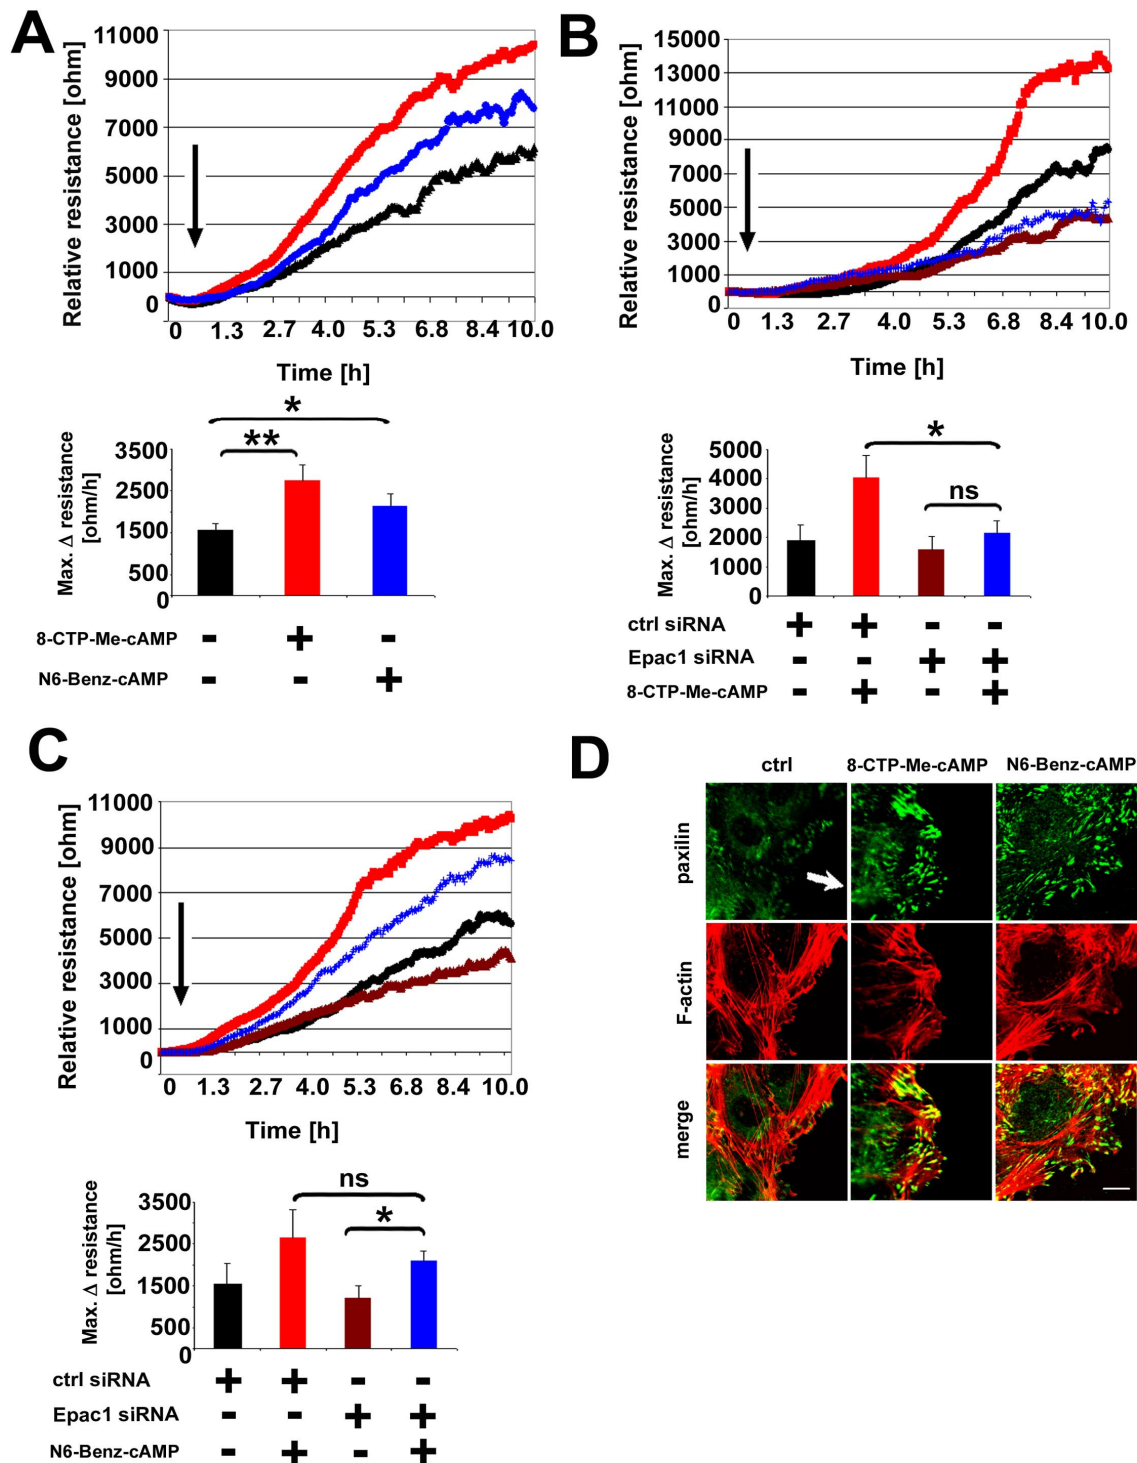 A
Relative resistance [ohm]
11000
9000
7000
5000
3000
1000
0
0 1.3 2.7 4.0 5.3 6.8 8.4 10.0
Time [h]
Max. Δ resistance
[ohm/h]
3500
2500
1500
500
0
*
**
8-CTP-Me-cAMP - + -
N6-Benz-cAMP - - +
B
Relative resistance [ohm]
15000
13000
11000
9000
7000
5000
3000
1000
0
0 1.3 2.7 4.0 5.3 6.8 8.4 10.0
Time [h]
Max. Δ resistance
[ohm/h]
5000
4000
3000
2000
1000
0
*
ns
ctrl siRNA + + - -
Epac1 siRNA - - + +
8-CTP-Me-cAMP - + - +
C
Relative resistance [ohm]
11000
9000
7000
5000
3000
1000
0
0 1.3 2.7 4.0 5.3 6.8 8.4 10.0
Time [h]
Max. Δ resistance
[ohm/h]
3500
2500
1500
500
0
ns
*
ctrl siRNA + + - -
Epac1 siRNA - - + +
N6-Benz-cAMP - + - +
D
ctrl 8-CTP-Me-cAMP N6-Benz-cAMP
paxilin
F-actin
merge